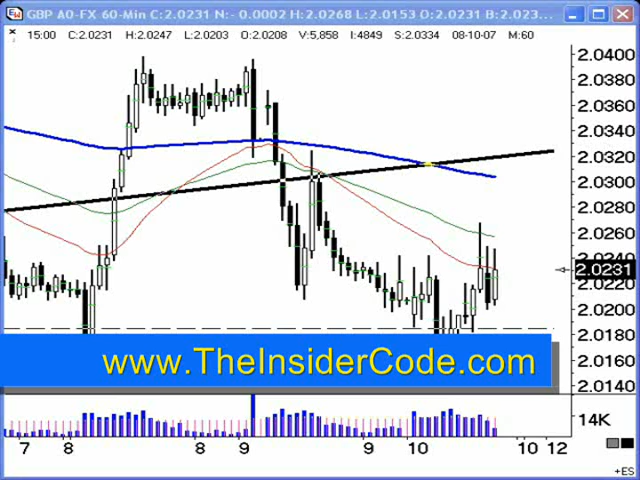 GBP A0-FX 60-Min C:2.0231 N:- 0.0002 H:2.0268 L:2.0153 O:2.0231 B:2.023...
15:00 C:2.0231 H:2.0247 L:2.0203 O:2.0208 V:5,858 I:4849 S:2.0334 08-10-07 M:60
2.0400
2.0380
2.0360
2.0340
2.0320
2.0300
2.0280
2.0260
2.0240
2.0231
2.0220
2.0200
2.0180
2.0160
2.0140
www.TheInsiderCode.com
14K
7 8 8 9 9 10 10 12
+ES